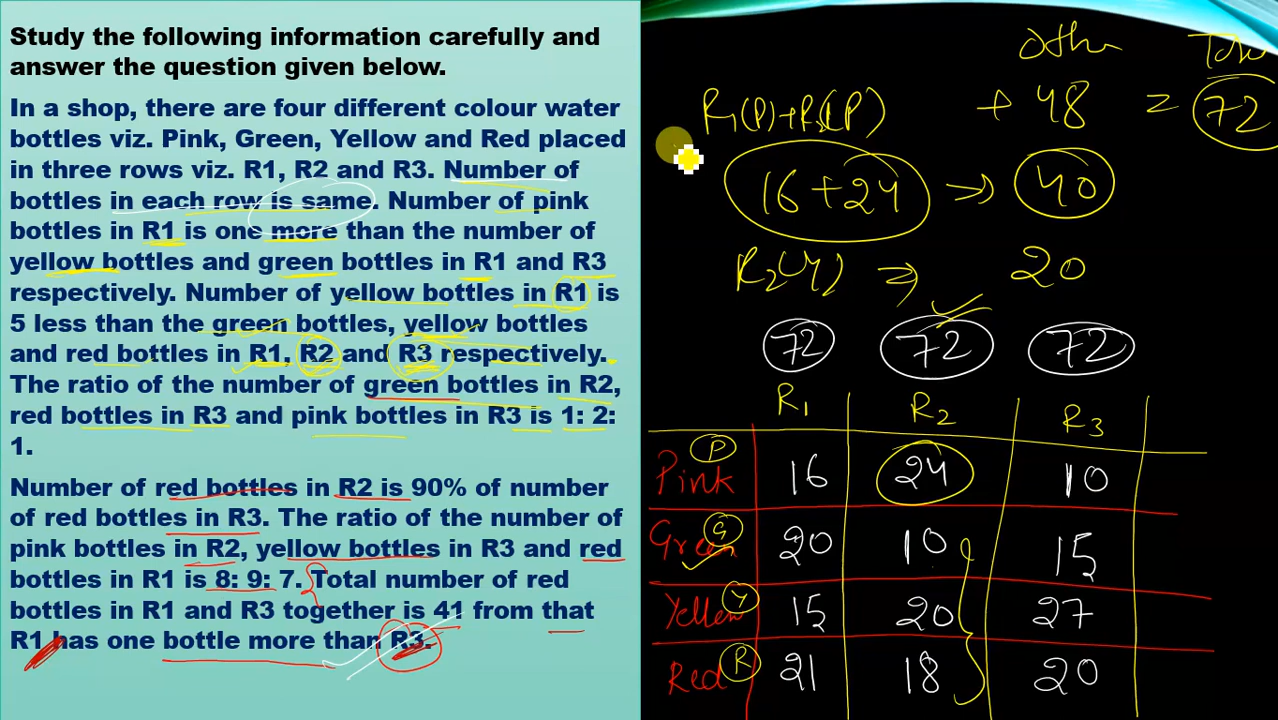 Study the following information carefully and
answer the question given below.
In a shop, there are four different colour water
bottles viz. Pink, Green, Yellow and Red placed
in three rows viz. R1, R2 and R3. Number of
bottles in each row is same. Number of pink
bottles in R1 is one more than the number of
yellow bottles and green bottles in R1 and R3
respectively. Number of yellow bottles in R1 is
5 less than the green bottles, yellow bottles
and red bottles in R1, R2 and R3 respectively.
The ratio of the number of green bottles in R2,
red bottles in R3 and pink bottles in R3 is 1: 2:
1.
Number of red bottles in R2 is 90% of number
of red bottles in R3. The ratio of the number of
pink bottles in R2, yellow bottles in R3 and red
bottles in R1 is 8: 9: 7. Total number of red
bottles in R1 and R3 together is 41 from that
R1 has one bottle more than R3.
Other
+ 48 = 72
16 + 24 ⇒ 40
R2(Y) ⇒ 20
72 72 72
R1 R2 R3
Pink P 16 24 10
Green G 20 10 15
Yellow Y 15 20 27
Red R 21 18 20